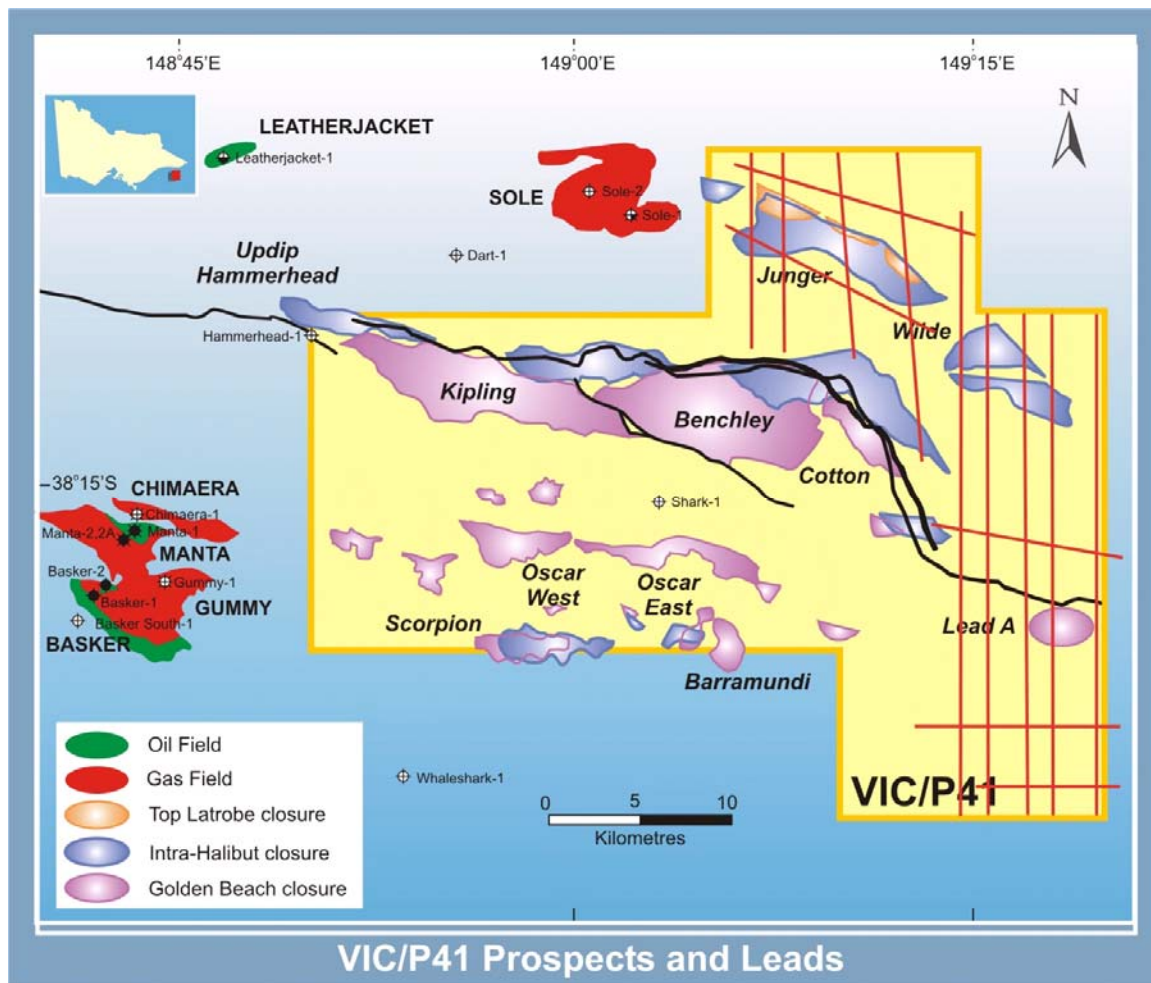 148°45'E
149°00'E
149°15'E
N
LEATHERJACKET
Leatherjacket-1
SOLE
Sole-2
Sole-1
Dart-1
Updip
Hammerhead
Hammerhead-1
Junger
Wilde
Kipling
Benchley
Cotton
38°15'S
CHIMAERA
Chimaera-1
Manta-2,2A
Manta-1
MANTA
Basker-2
Gummy-1
Basker-1
GUMMY
Basker South-1
BASKER
Shark-1
Oscar
West
Oscar
East
Scorpion
Barramundi
Lead A
Whaleshark-1
VIC/P41
Oil Field
Gas Field
Top Latrobe closure
Intra-Halibut closure
Golden Beach closure
0 5 10
Kilometres
VIC/P41 Prospects and Leads